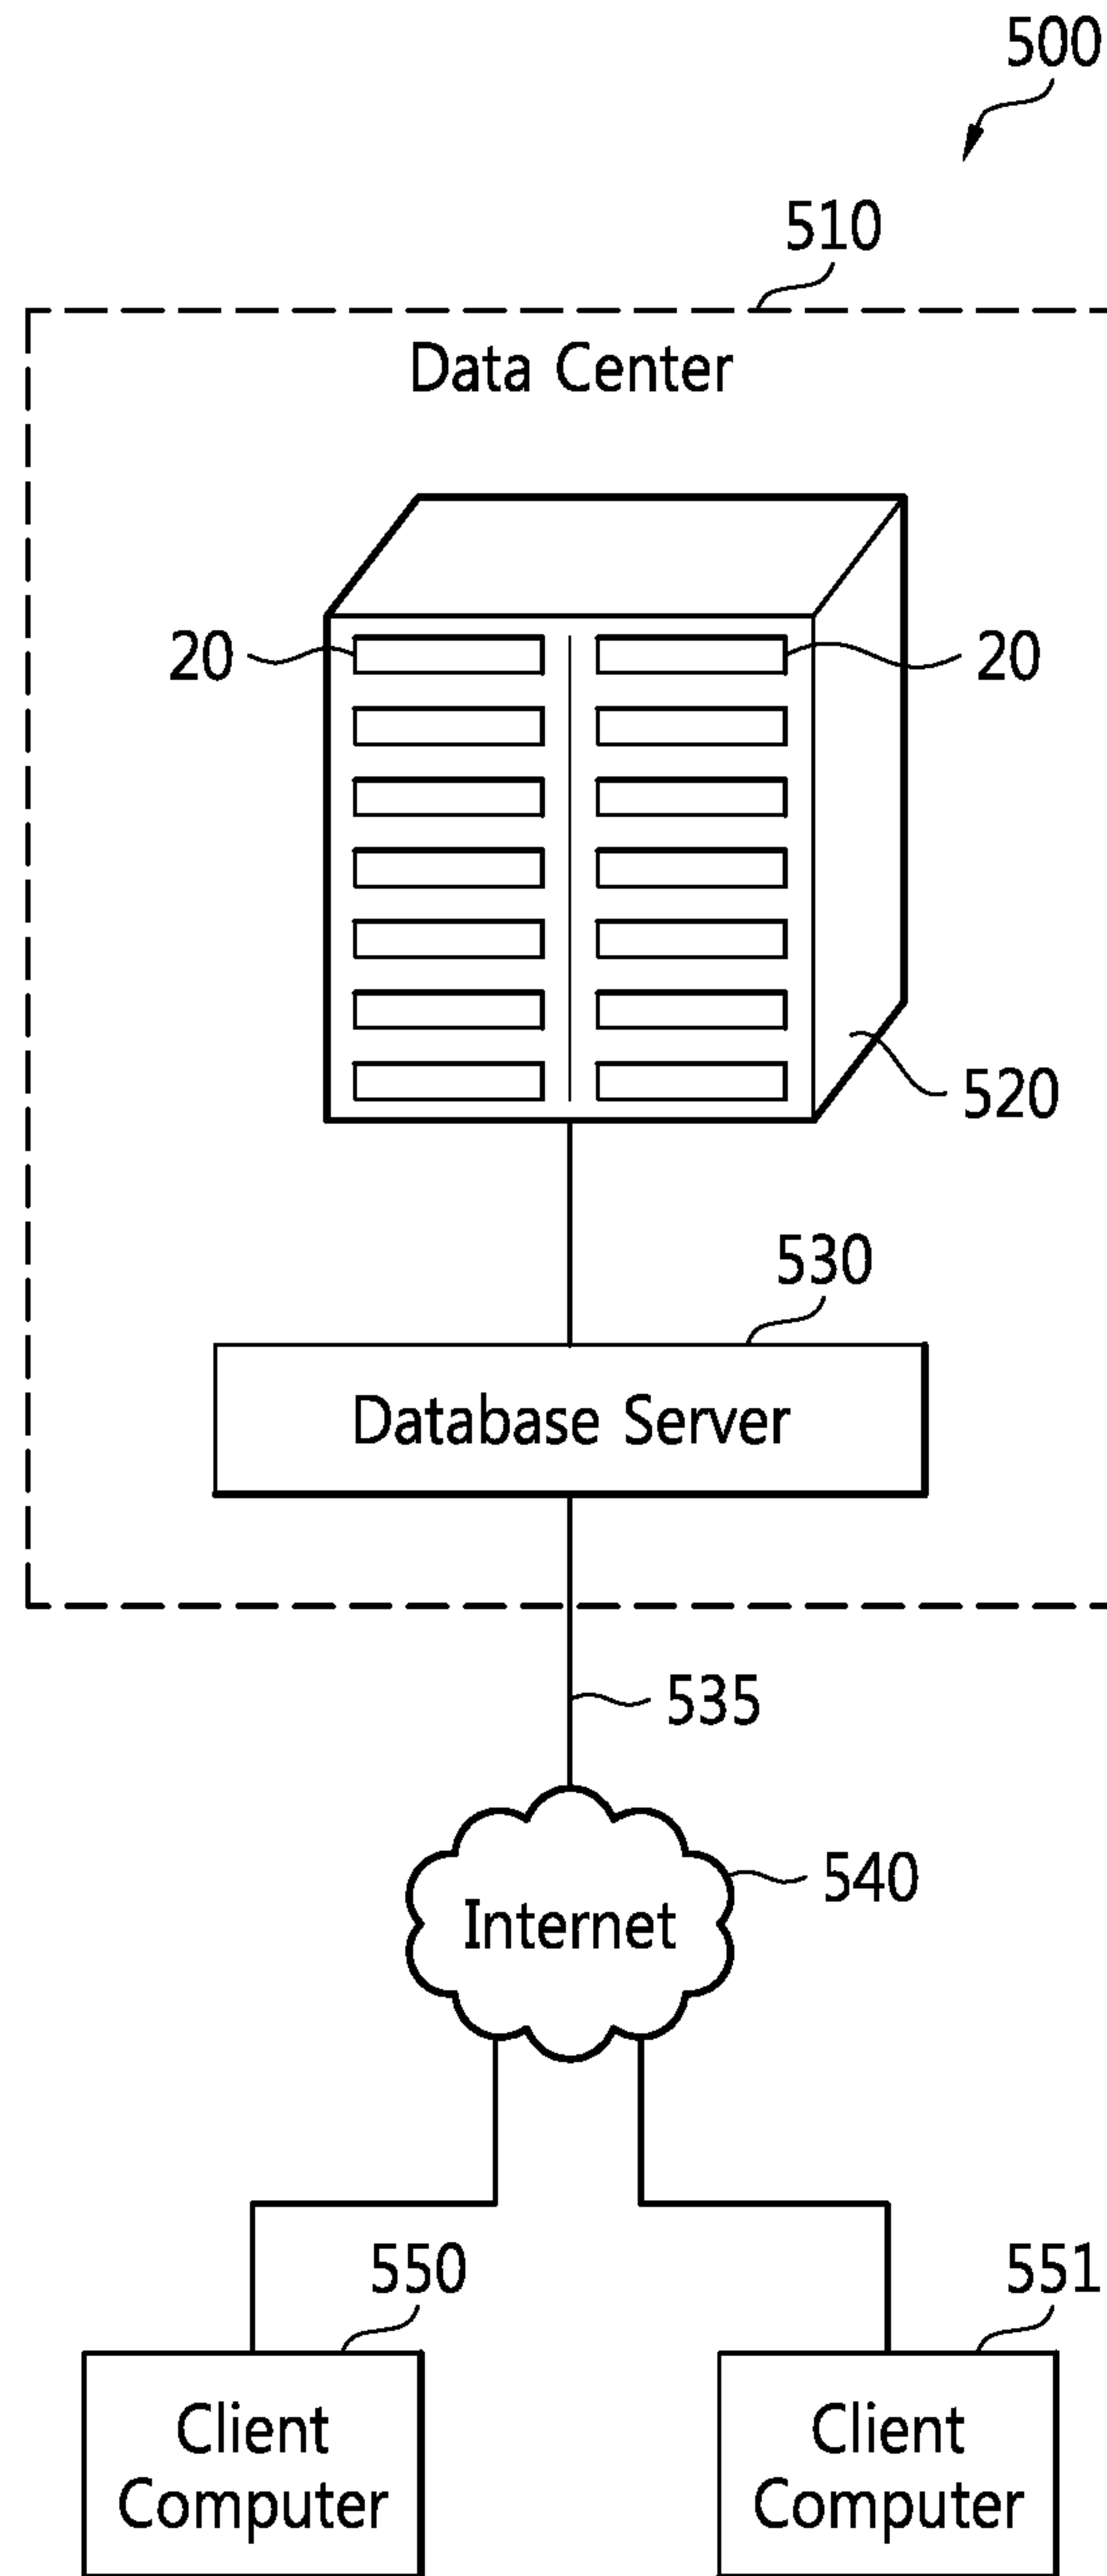 500
510
Data Center
20
20
520
530
Database Server
535
540
Internet
550
551
Client
Computer
Client
Computer